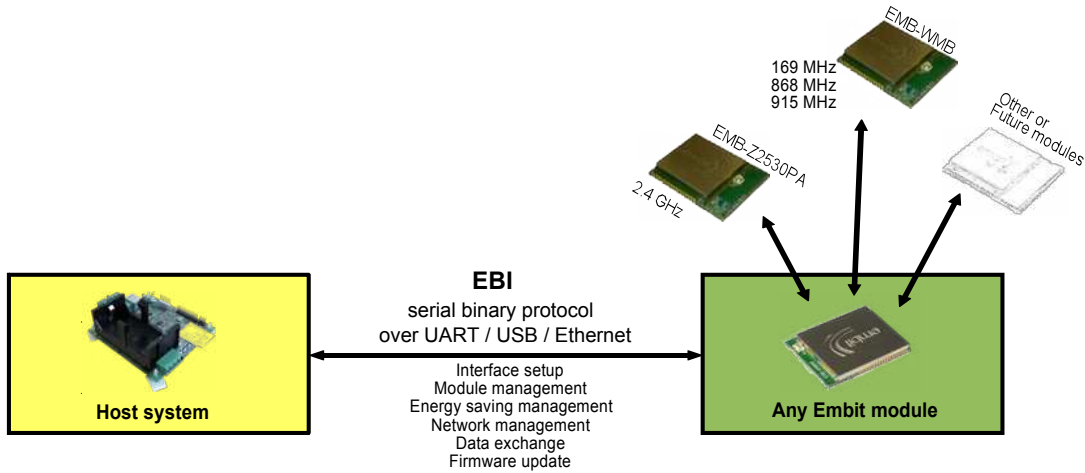 EMB-WMB
169 MHz
868 MHz
915 MHz
Other or
Future modules
EMB-Z2530PA
2.4 GHz
EBI
serial binary protocol
over UART / USB / Ethernet
Interface setup
Module management
Energy saving management
Network management
Data exchange
Firmware update
Host system
embit
Any Embit module